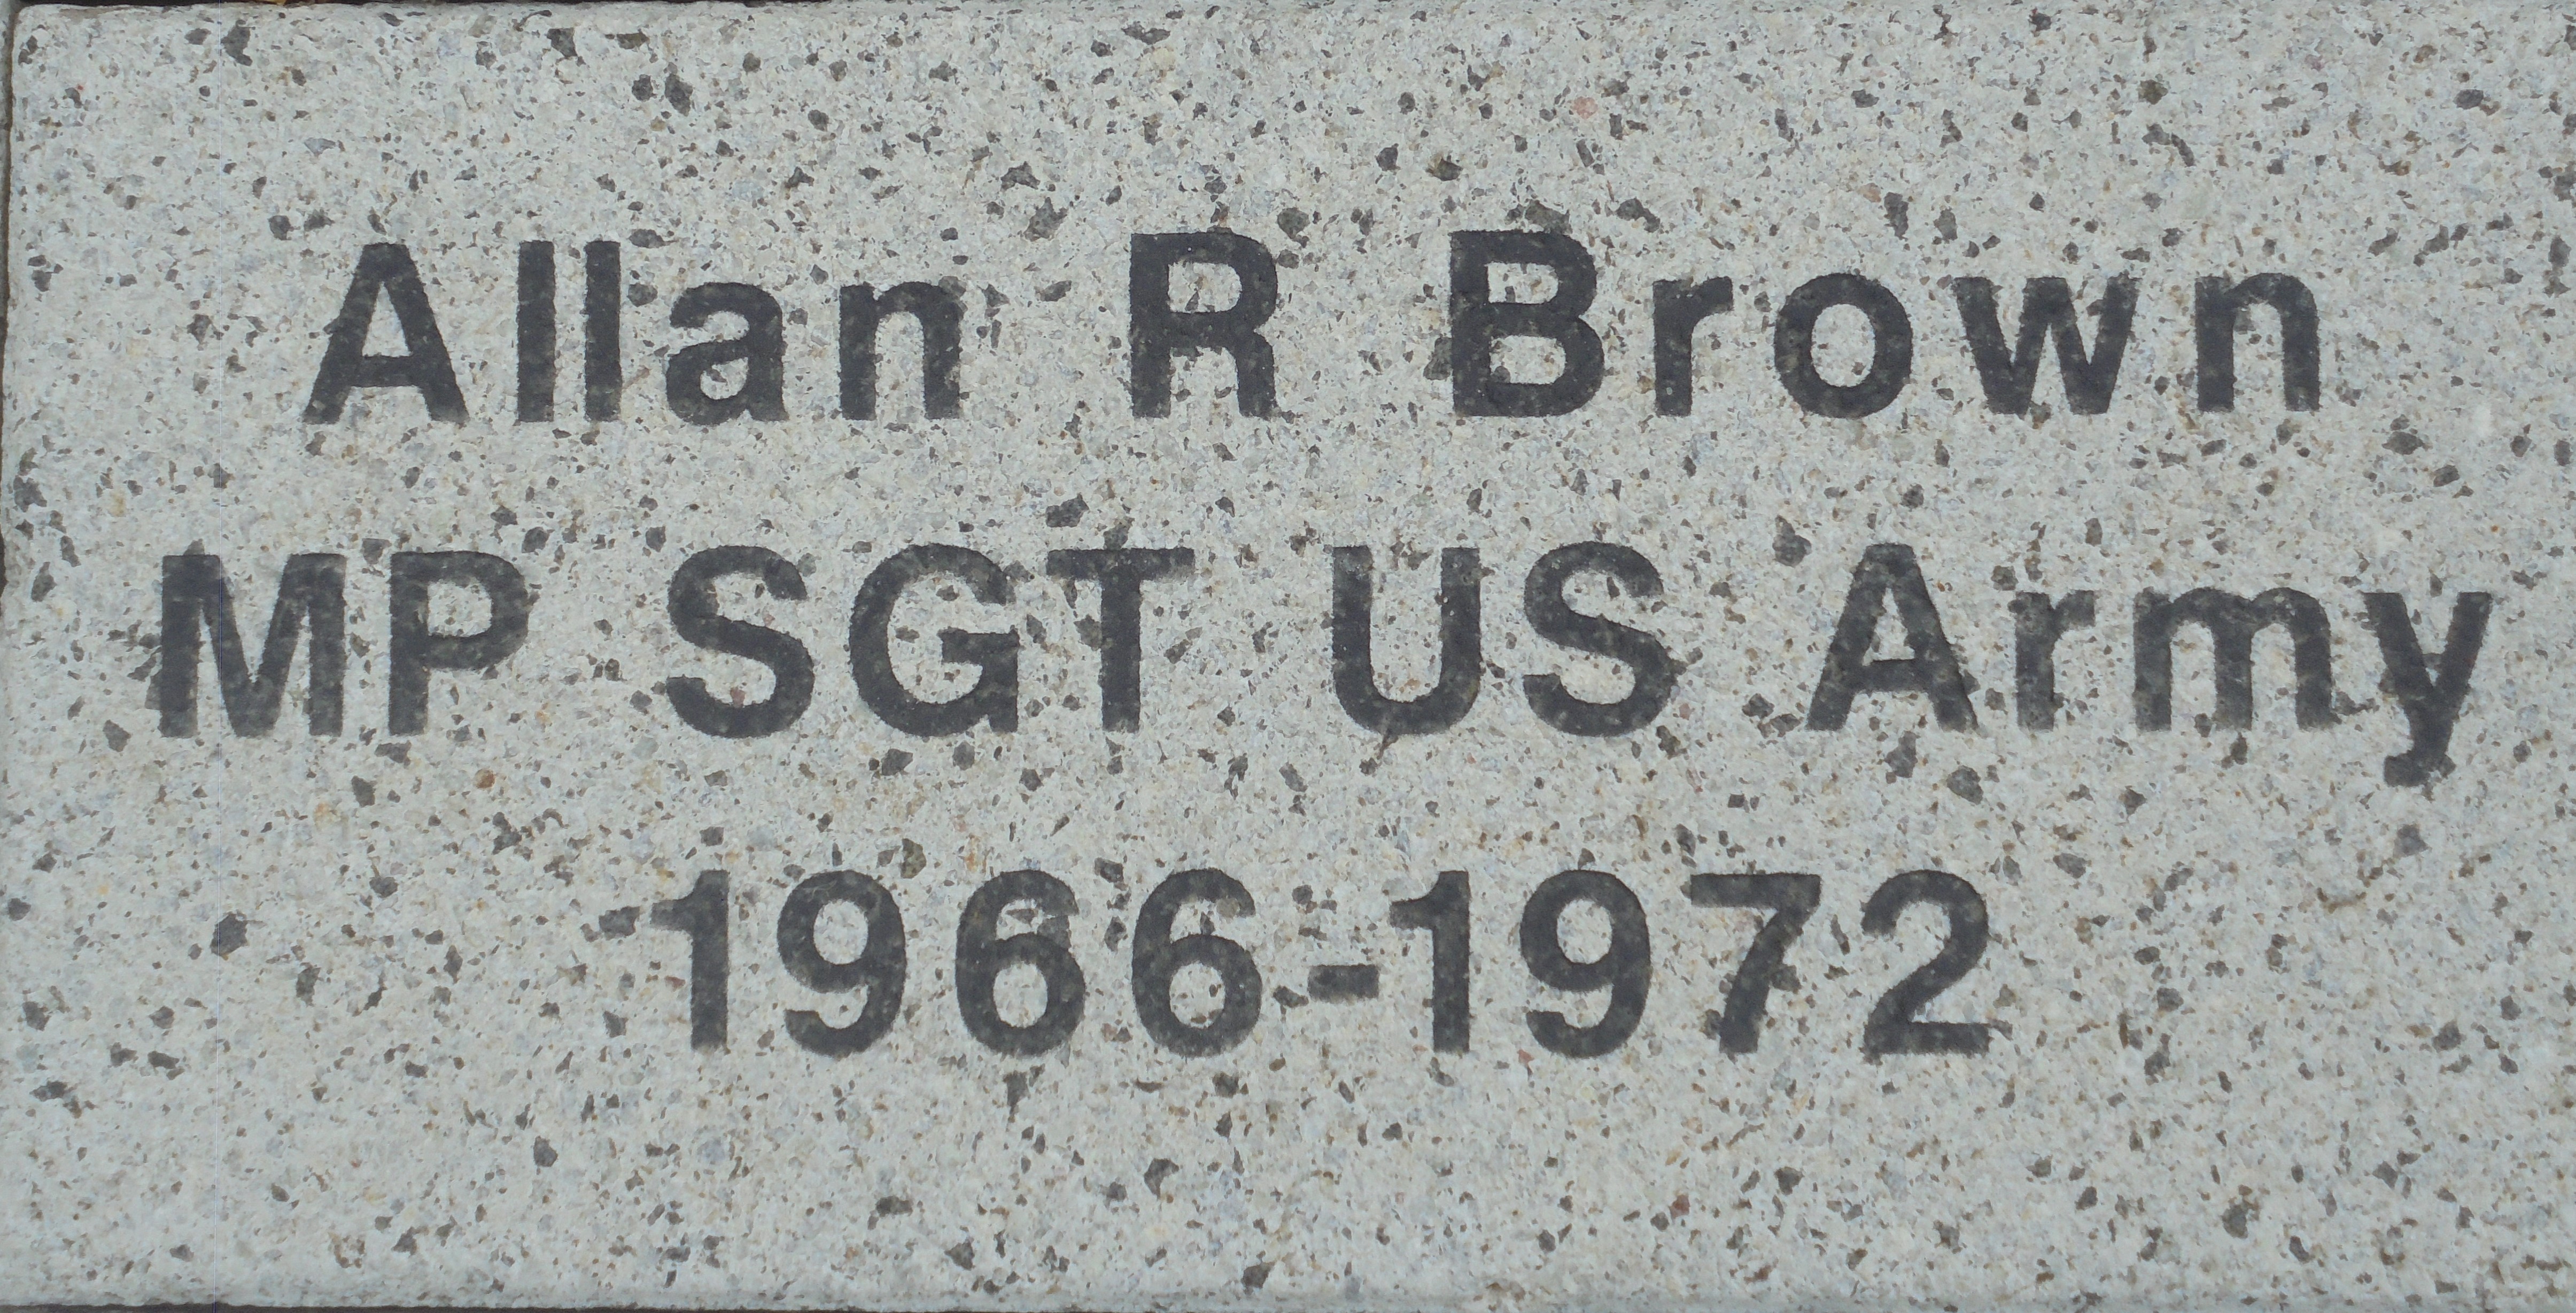 Allan R Brown
MP SGT US Army
1966-1972